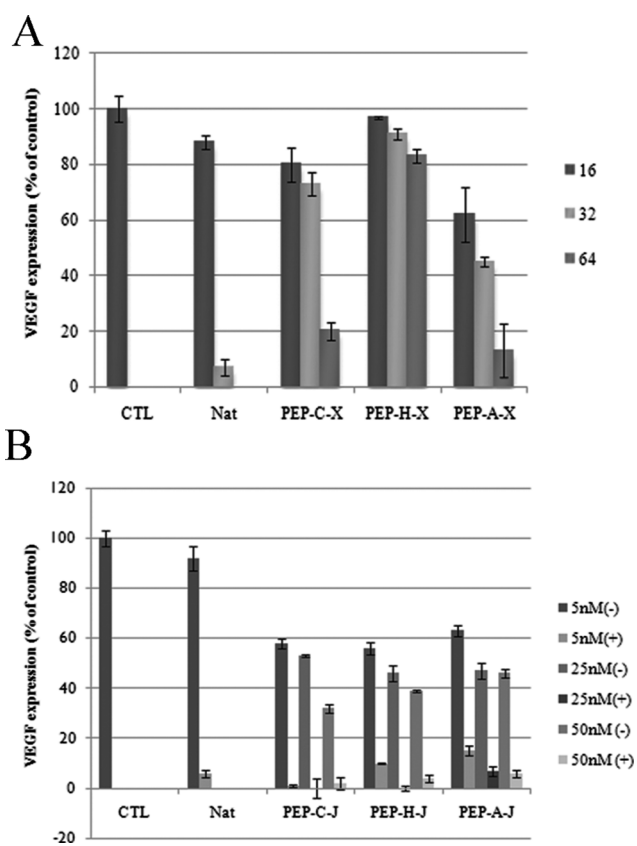 A
120
100
80
60
40
20
0
VEGF expression (% of control)
CTL Nat PEP-C-X PEP-H-X PEP-A-X
16
32
64
B
120
100
80
60
40
20
0
-20
VEGF expression (% of control)
CTL Nat PEP-C-J PEP-H-J PEP-A-J
5nM(-)
5nM(+)
25nM(-)
25nM(+)
50nM(-)
50nM(+)